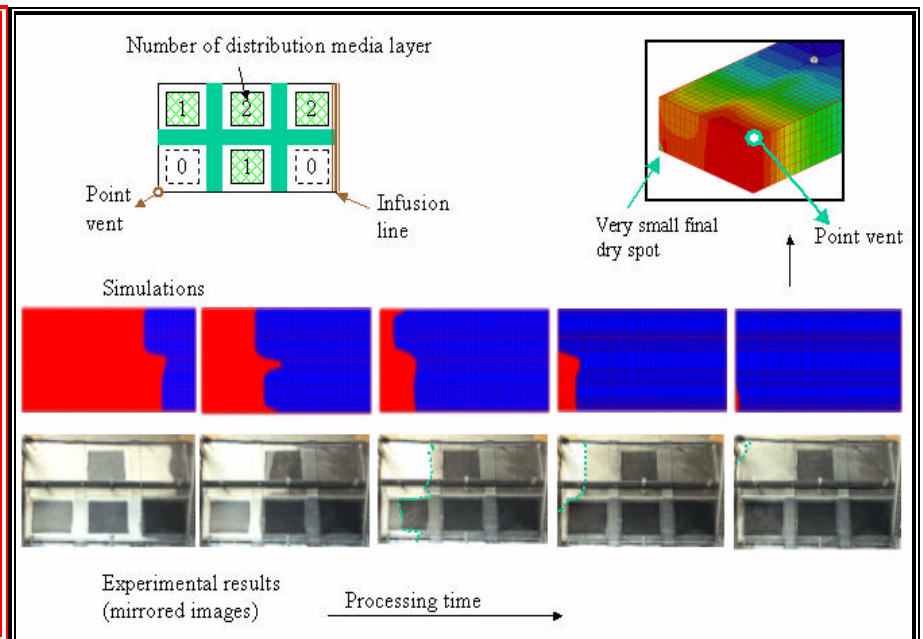 Number of distribution media layer
1
2
2
0
1
0
Point
vent
Infusion
line
Very small final
dry spot
Point vent
Simulations
Experimental results
(mirrored images)
Processing time